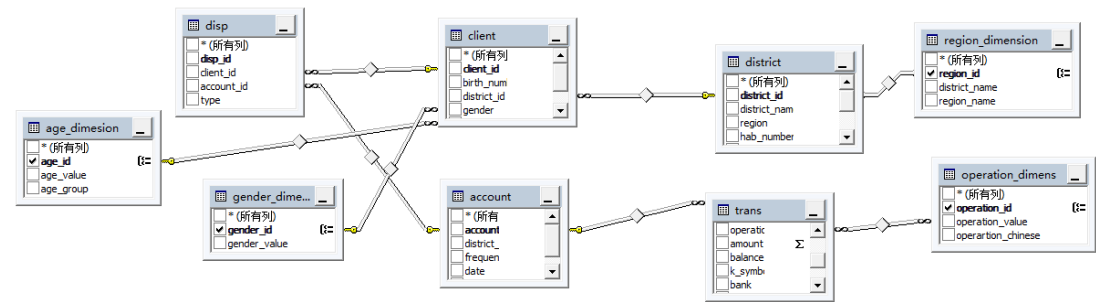 disp
* (所有列)
disp_id
client_id
account_id
type
client
* (所有列
client_id
birth_num
district_id
gender
district
* (所有列)
district_id
district_nam
region
hab_number
region_dimension
* (所有列)
region_id
district_name
region_name
age_dimesion
* (所有列)
age_id
age_value
age_group
gender_dime...
* (所有列)
gender_id
gender_value
account
* (所有
account
district_
frequen
date
trans
operatic
amount
balance
k_symb
bank
operation_dimens
* (所有列)
operation_id
operation_value
operartion_chinese